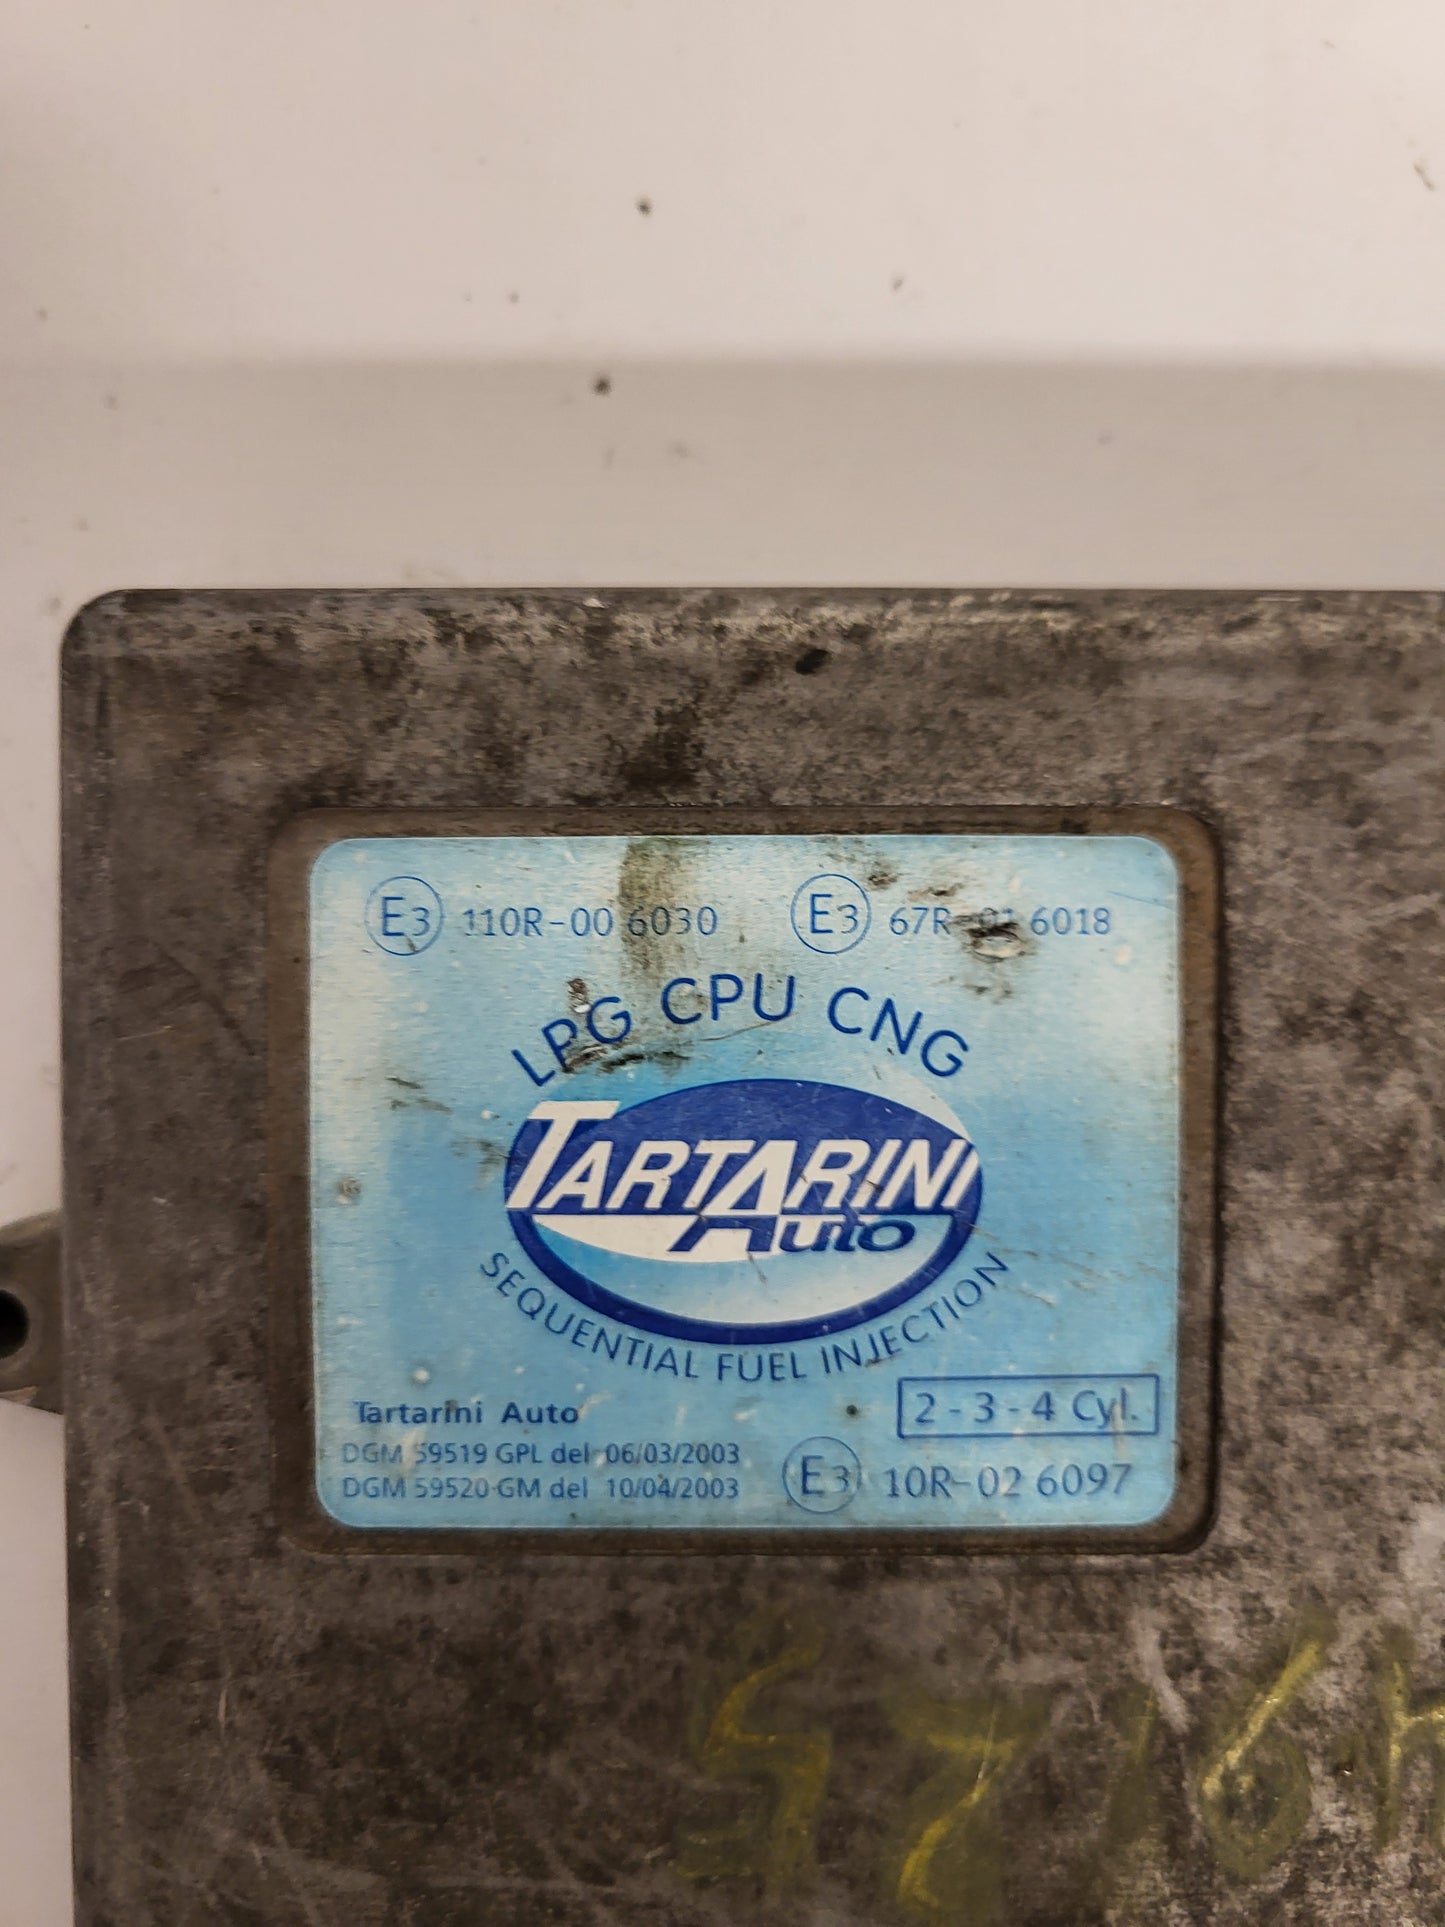 E3 110R-00 6030 E3 67R-01 6018
LPG CPU CNG
TARTARINI
Auto
SEQUENTIAL FUEL INJECTION
2 - 3 - 4 Cyl.
Tartarini Auto
DGM 59519 GPL del 06/03/2003
DGM 59520 GM del 10/04/2003
E3 10R-02 6097